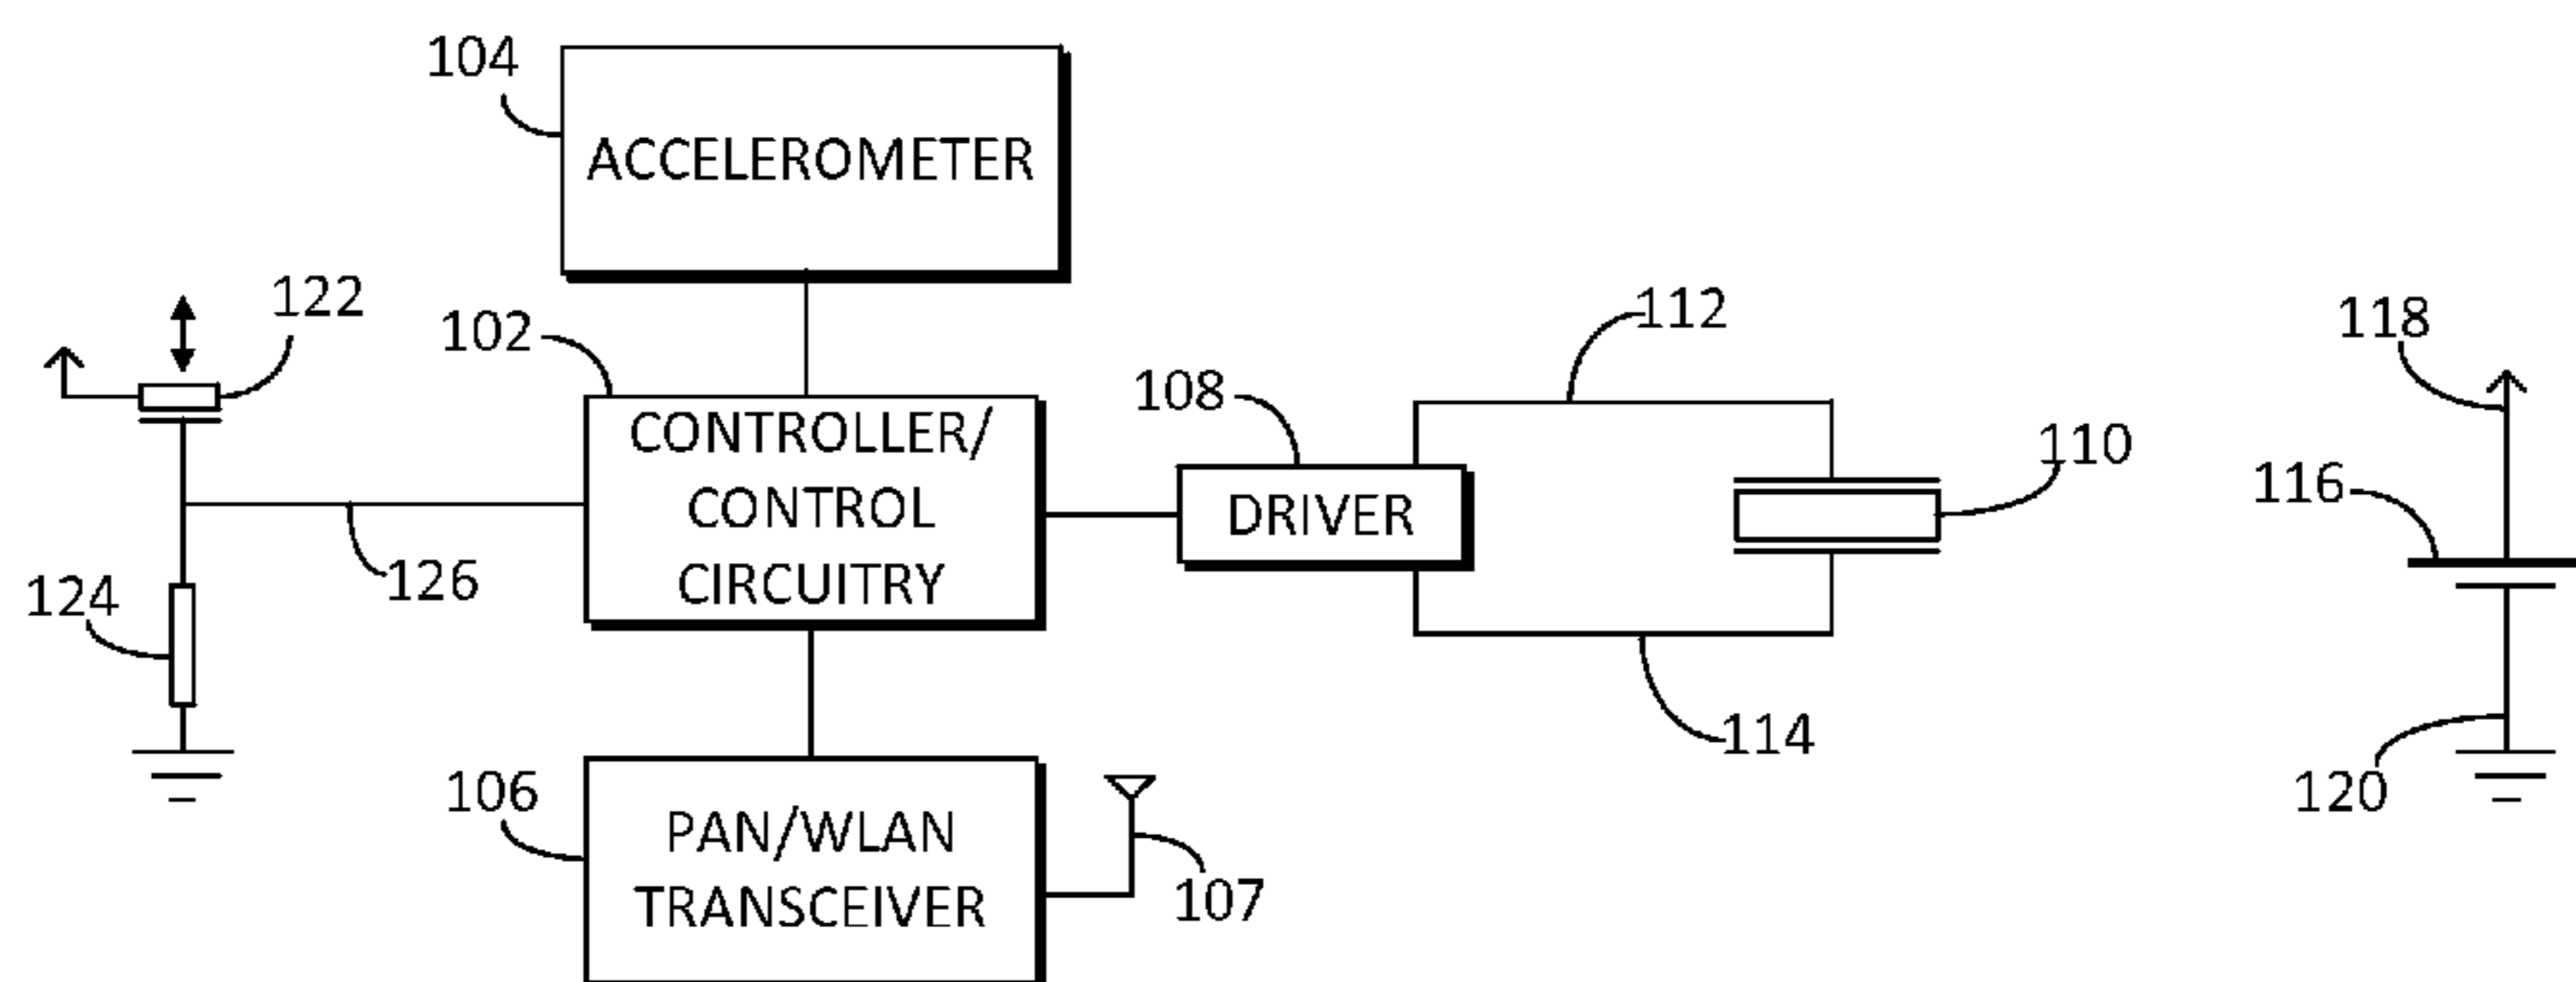 104
ACCELEROMETER
122
102
112
118
CONTROLLER/
CONTROL
CIRCUITRY
108
DRIVER
110
116
126
124
114
106
PAN/WLAN
TRANSCEIVER
107
120